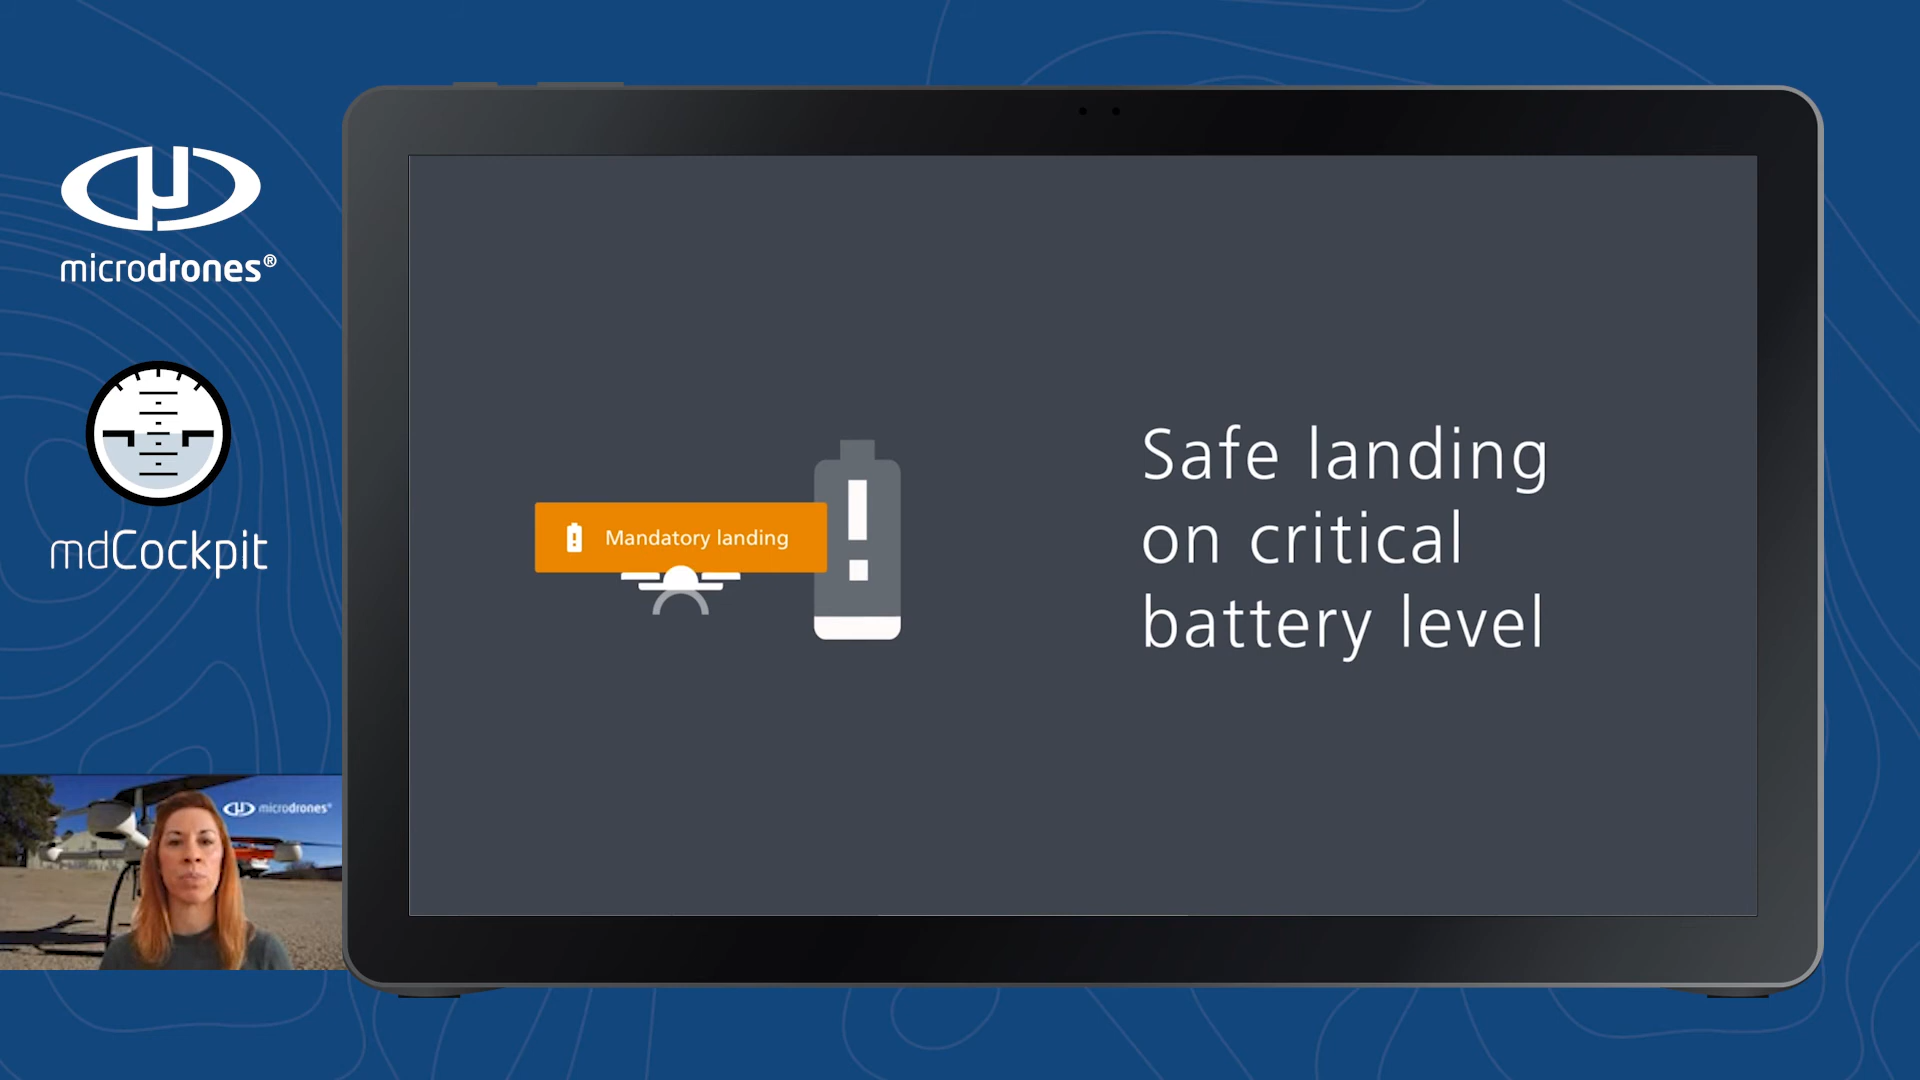 microdrones®
mdCockpit
microdrones®
Mandatory landing
Safe landing
on critical
battery level